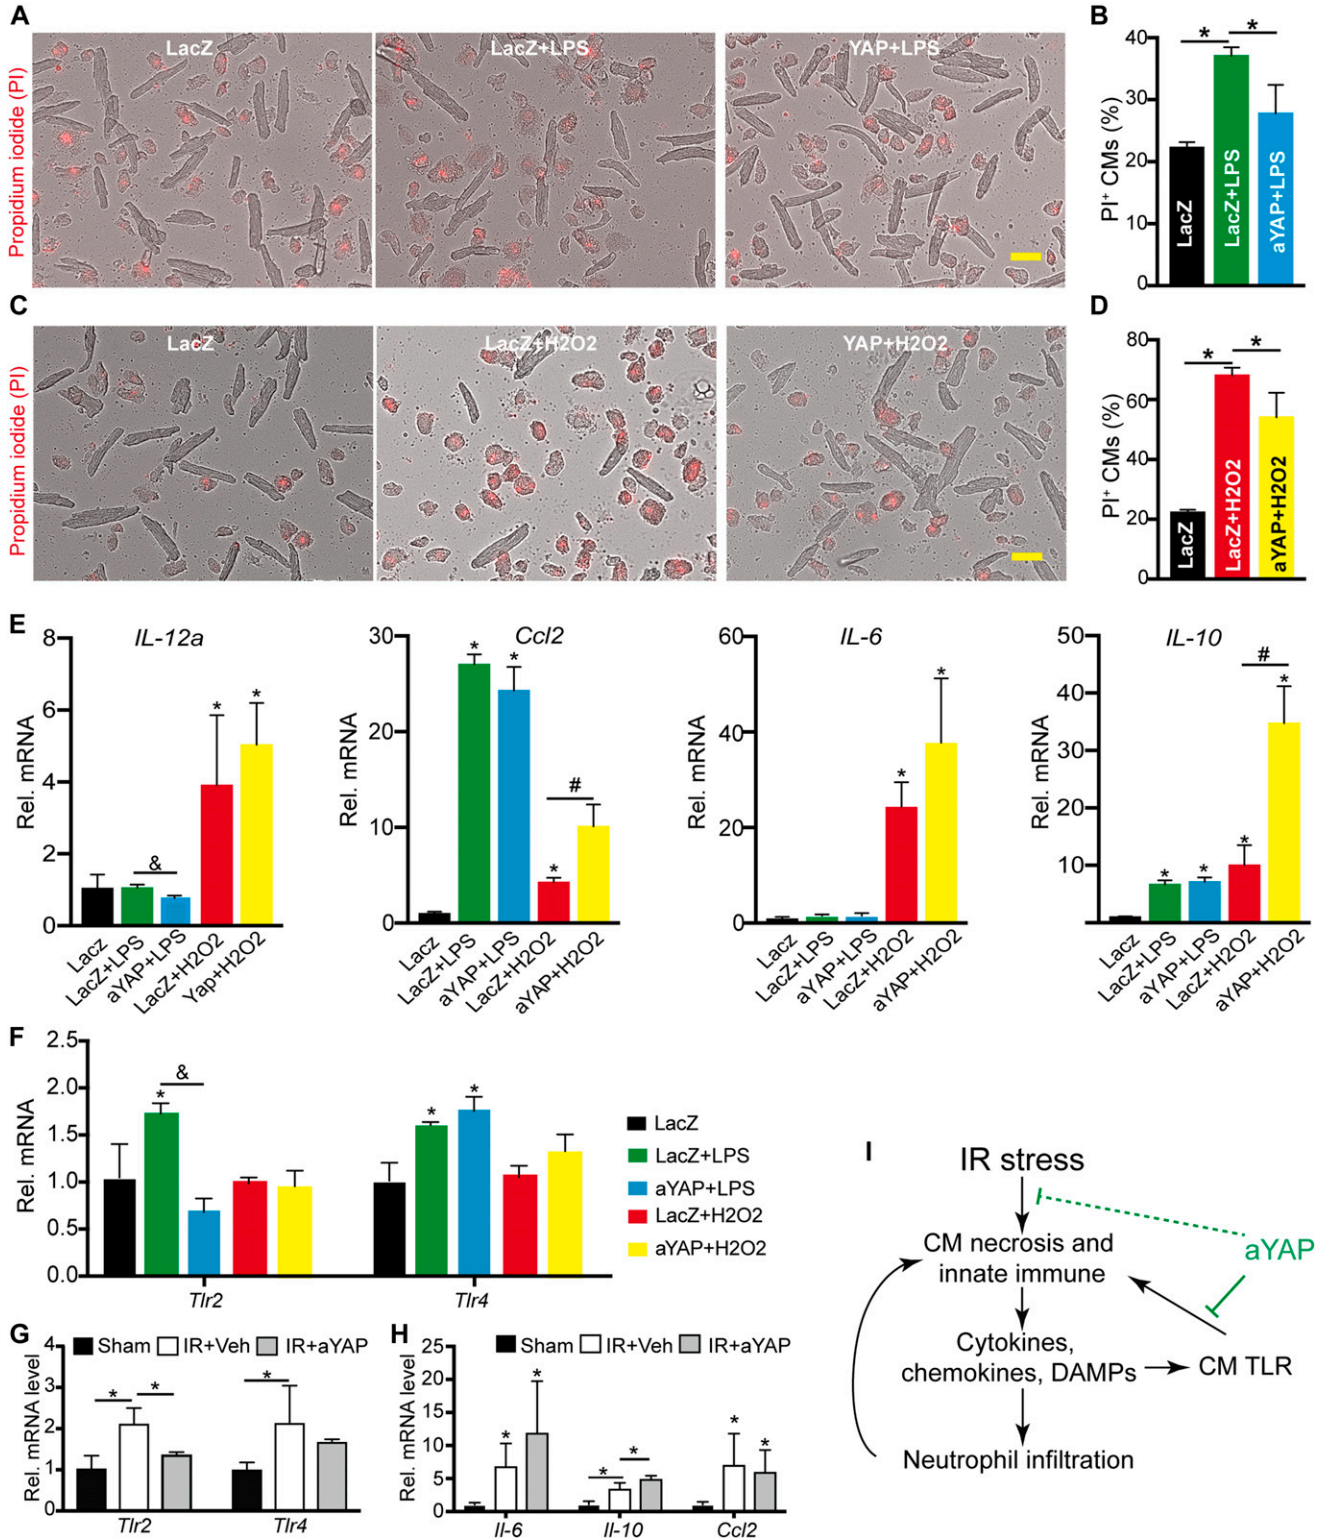 A
Propidium iodide (PI)
LacZ
LacZ+LPS
YAP+LPS
B
PI+ CMs (%)
40
30
20
10
0
* *
LacZ
LacZ+LPS
aYAP+LPS
C
Propidium iodide (PI)
LacZ
LacZ+H2O2
YAP+H2O2
D
PI+ CMs (%)
80
60
40
20
0
* *
LacZ
LacZ+H2O2
aYAP+H2O2
E
IL-12a
Rel. mRNA
8
6
4
2
0
&
* *
Lacz
LacZ+LPS
aYAP+LPS
LacZ+H2O2
Yap+H2O2
Ccl2
Rel. mRNA
30
20
10
0
* * *
#
Lacz
LacZ+LPS
aYAP+LPS
LacZ+H2O2
aYAP+H2O2
IL-6
Rel. mRNA
60
40
20
0
* *
Lacz
LacZ+LPS
aYAP+LPS
LacZ+H2O2
aYAP+H2O2
IL-10
Rel. mRNA
50
40
30
20
10
#
* * * *
Lacz
LacZ+LPS
aYAP+LPS
LacZ+H2O2
aYAP+H2O2
F
Rel. mRNA
2.5
2.0
1.5
1.0
0.5
0.0
* &
* *
Tlr2
Tlr4
LacZ
LacZ+LPS
aYAP+LPS
LacZ+H2O2
aYAP+H2O2
G
Sham IR+Veh IR+aYAP
Rel. mRNA level
4
3
2
1
0
* * *
Tlr2
Tlr4
H
Sham IR+Veh IR+aYAP
Rel. mRNA level
25
20
15
10
5
0
* * * * * *
Il-6
Il-10
Ccl2
I
IR stress
aYAP
CM necrosis and
innate immune
Cytokines,
chemokines, DAMPs
CM TLR
Neutrophil infiltration